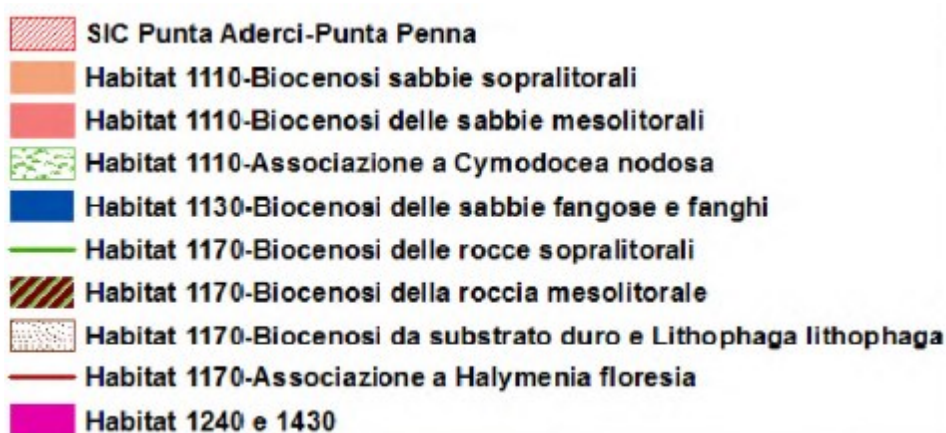 SIC Punta Aderci-Punta Penna
Habitat 1110-Biocenosi sabbie sopralitorali
Habitat 1110-Biocenosi delle sabbie mesolitorali
Habitat 1110-Associazione a Cymodocea nodosa
Habitat 1130-Biocenosi delle sabbie fangose e fanghi
Habitat 1170-Biocenosi delle rocce sopralitorali
Habitat 1170-Biocenosi della roccia mesolitorale
Habitat 1170-Biocenosi da substrato duro e Lithophaga lithophaga
Habitat 1170-Associazione a Halymenia floresia
Habitat 1240 e 1430